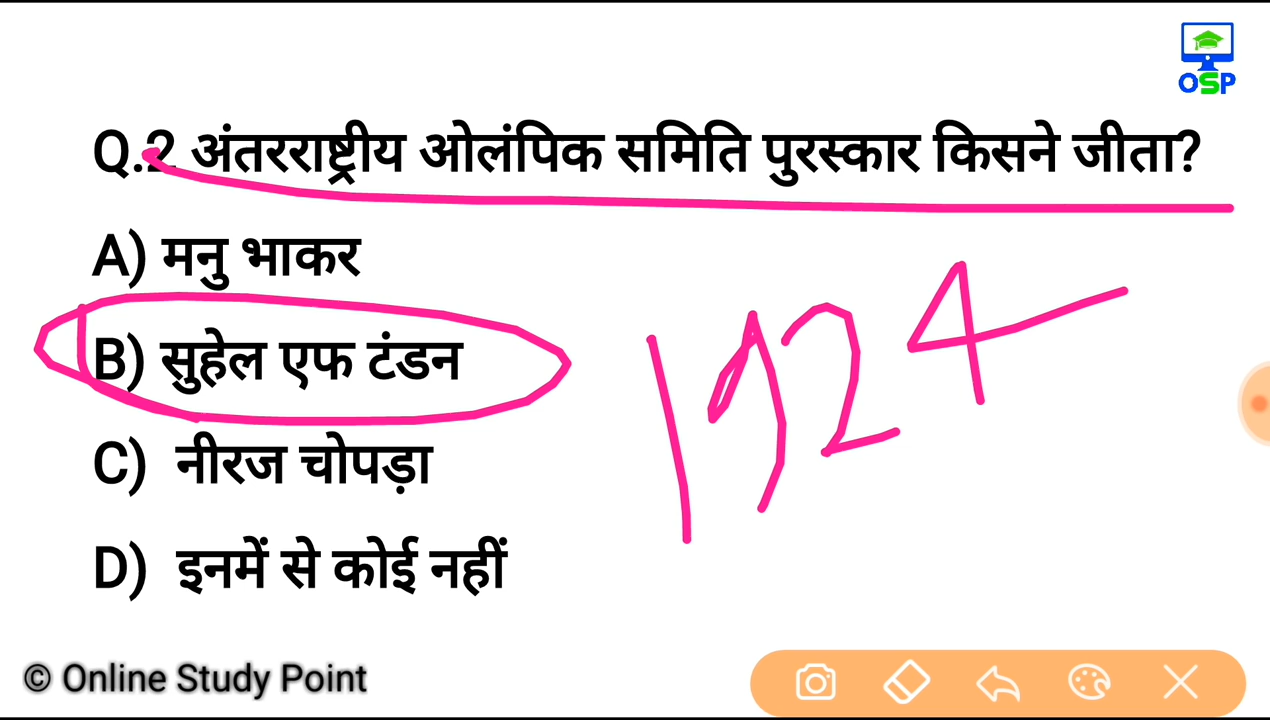 OSP
Q.2 अंतरराष्ट्रीय ओलंपिक समिति पुरस्कार किसने जीता?
A) मनु भाकर
B) सुहेल एफ टंडन
1924
C) नीरज चोपड़ा
D) इनमें से कोई नहीं
© Online Study Point